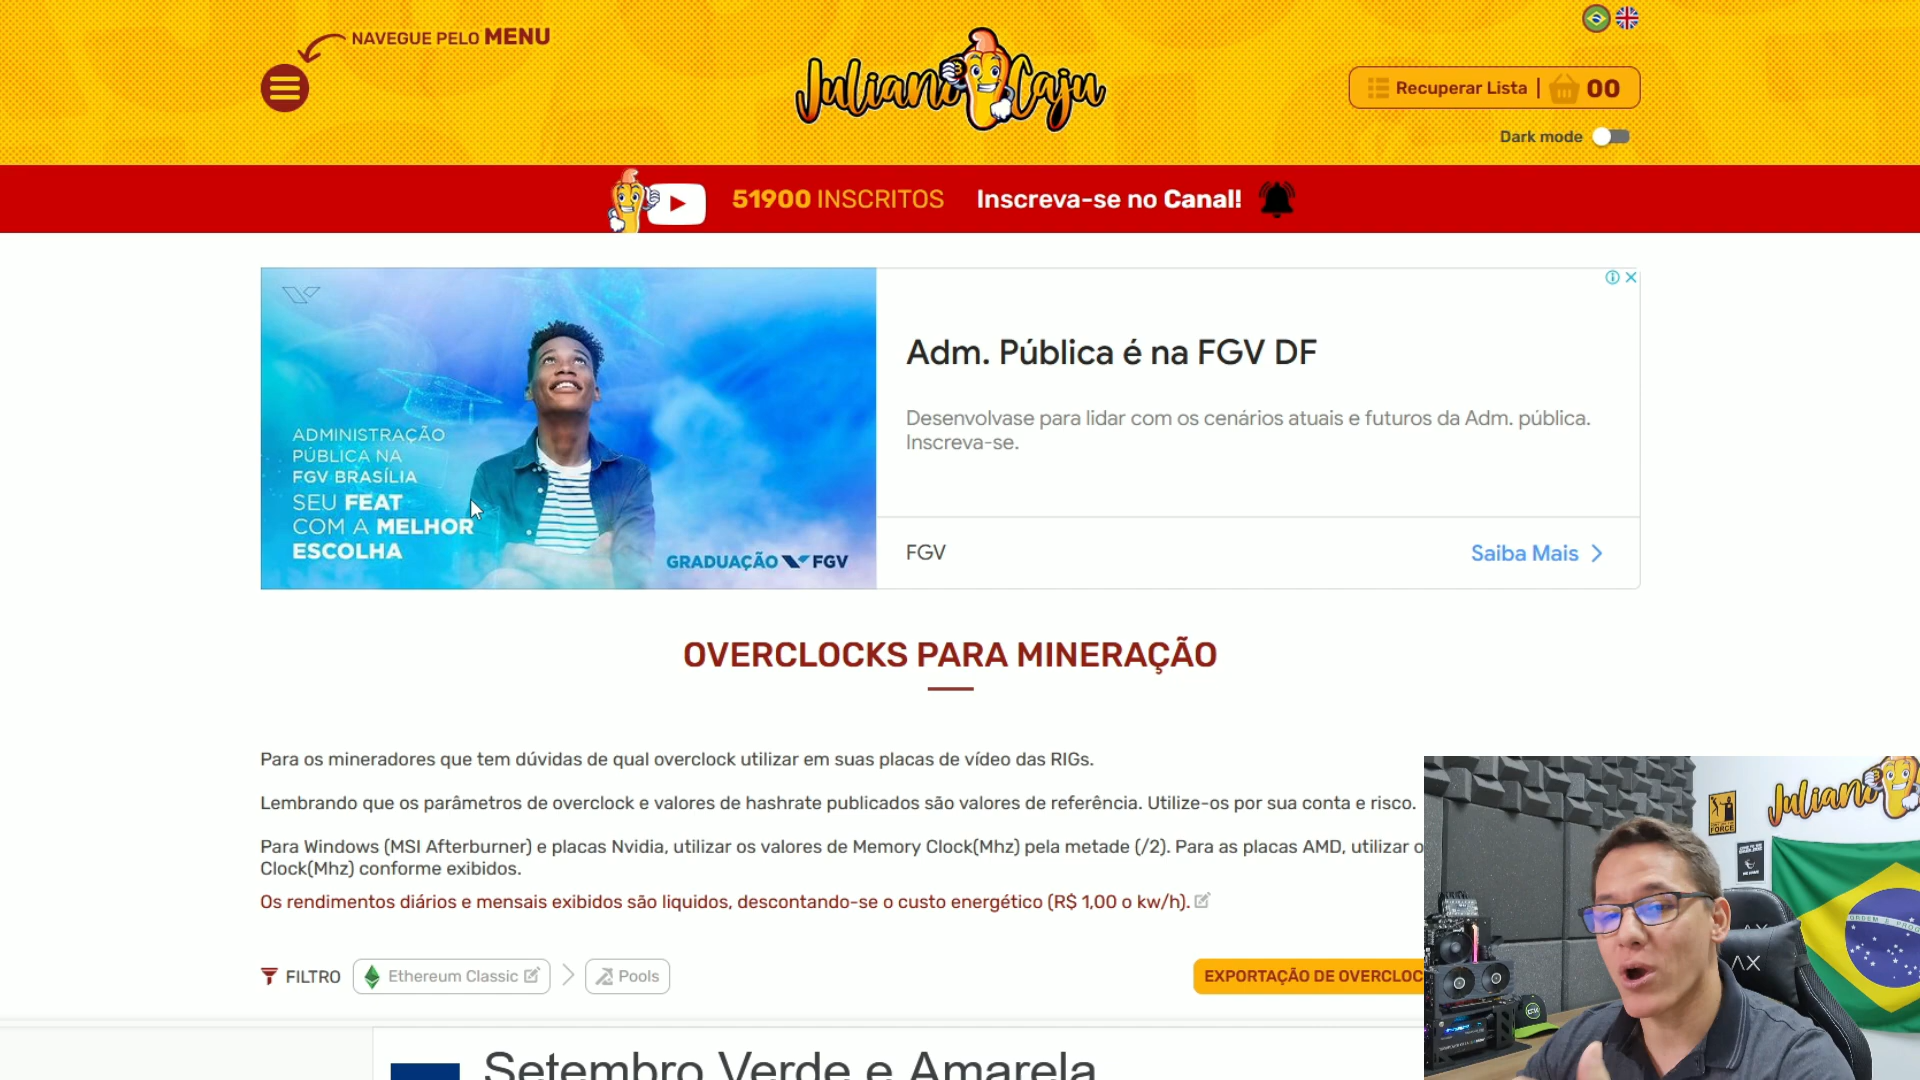 NAVEGUE PELO MENU
Juliano Caju
Recuperar Lista | 00
Dark mode
51900 INSCRITOS Inscreva-se no Canal!
ADMINISTRAÇÃO
PÚBLICA NA
FGV BRASÍLIA
SEU FEAT
COM A MELHOR
ESCOLHA
GRADUAÇÃO FGV
Adm. Pública é na FGV DF
Desenvolvase para lidar com os cenários atuais e futuros da Adm. pública.
Inscreva-se.
FGV
Saiba Mais
OVERCLOCKS PARA MINERAÇÃO
Para os mineradores que tem dúvidas de qual overclock utilizar em suas placas de vídeo das RIGs.
Lembrando que os parâmetros de overclock e valores de hashrate publicados são valores de referência. Utilize-os por sua conta e risco.
Para Windows (MSI Afterburner) e placas Nvidia, utilizar os valores de Memory Clock(Mhz) pela metade (/2). Para as placas AMD, utilizar o
Clock(Mhz) conforme exibidos.
Os rendimentos diários e mensais exibidos são liquidos, descontando-se o custo energético (R$ 1,00 o kw/h).
FILTRO Ethereum Classic Pools
EXPORTAÇÃO DE OVERCLOC
Setembro Verde e Amarela
Juliano
FORCE
ORDEM E PROG
AX